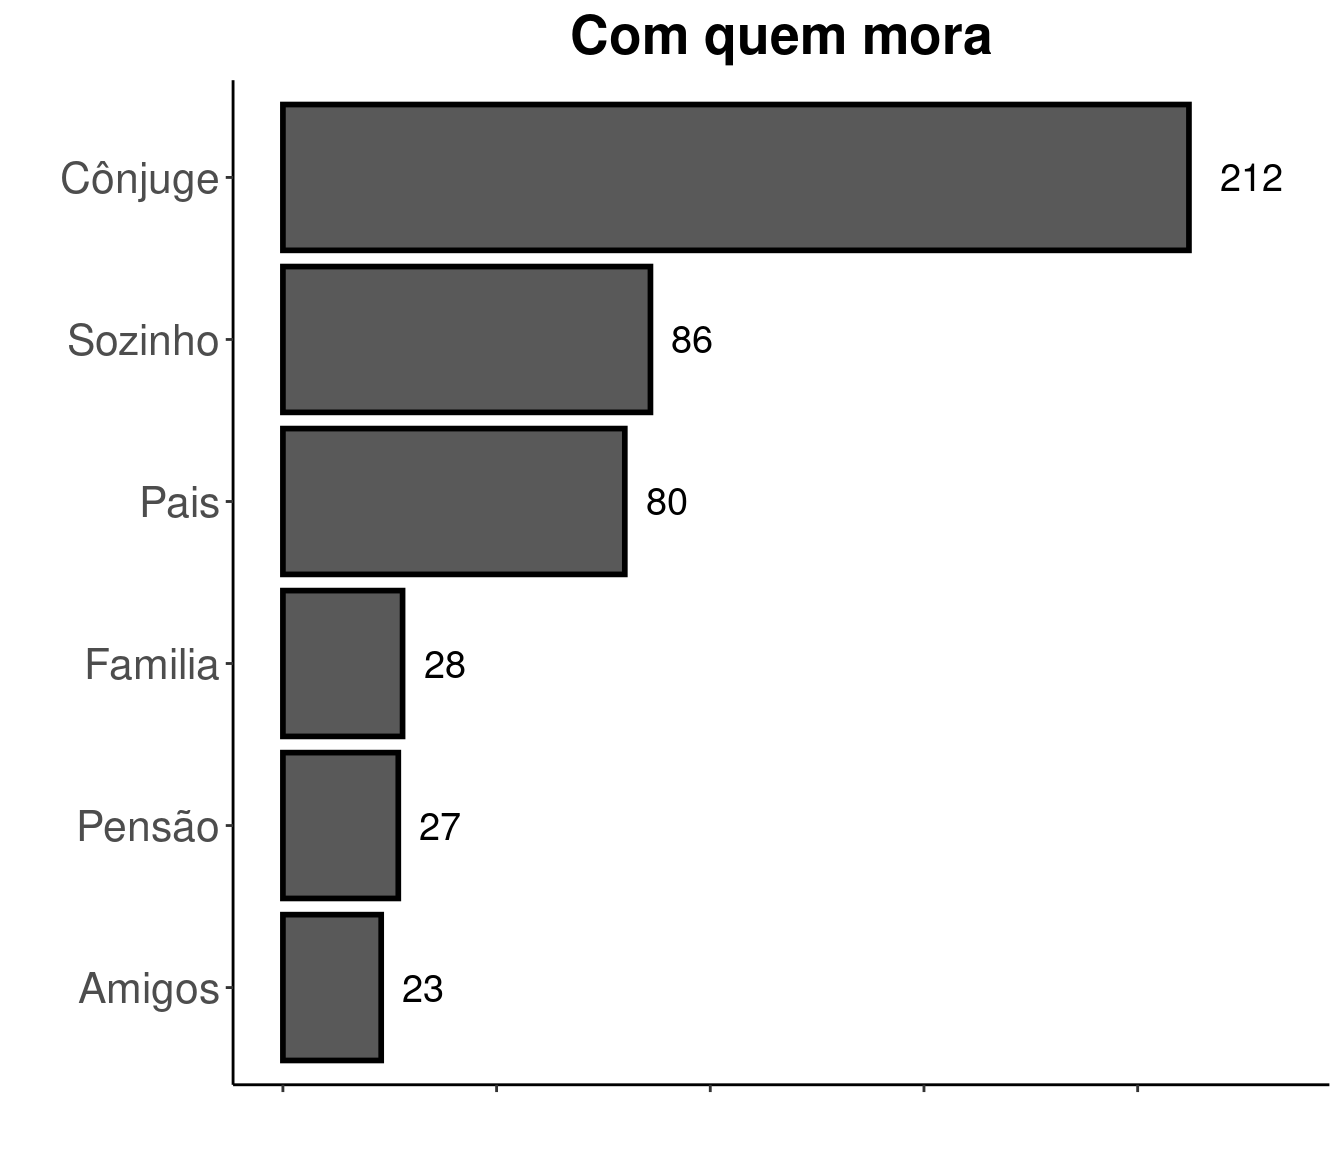 Com quem mora
Cônjuge 212
Sozinho 86
Pais 80
Familia 28
Pensão 27
Amigos 23